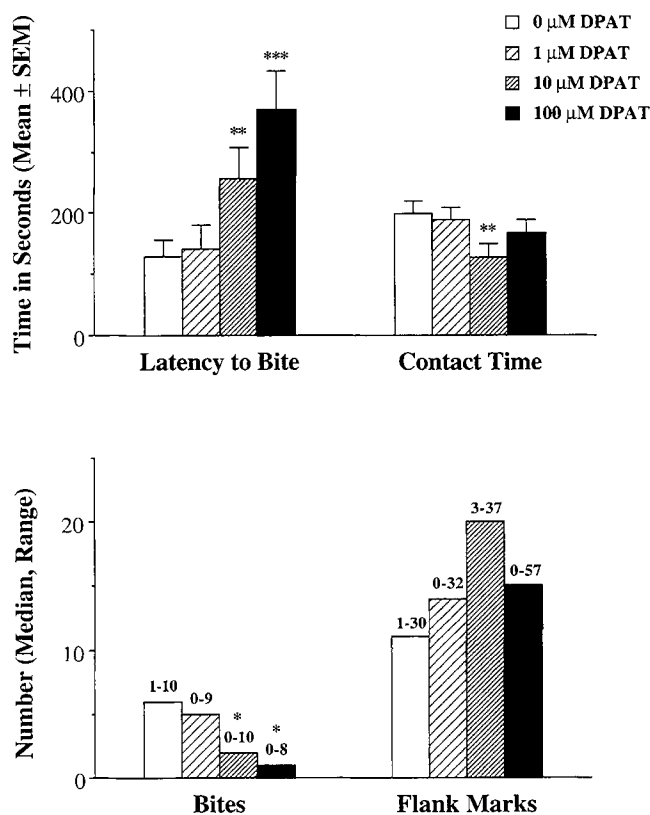 0 μM DPAT
1 μM DPAT
10 μM DPAT
100 μM DPAT
Time in Seconds (Mean ± SEM)
400
200
0
***
**
**
Latency to Bite
Contact Time
Number (Median, Range)
20
10
0
1-10
0-9
*
0-10
*
0-8
1-30
0-32
3-37
0-57
Bites
Flank Marks